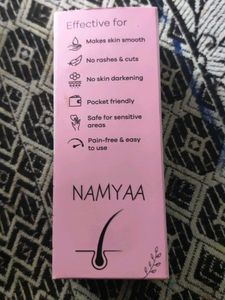 Effective for
Makes skin smooth
No rashes & cuts
No skin darkening
Pocket friendly
Safe for sensitive
areas
Pain-free & easy
to use
NAMYAA